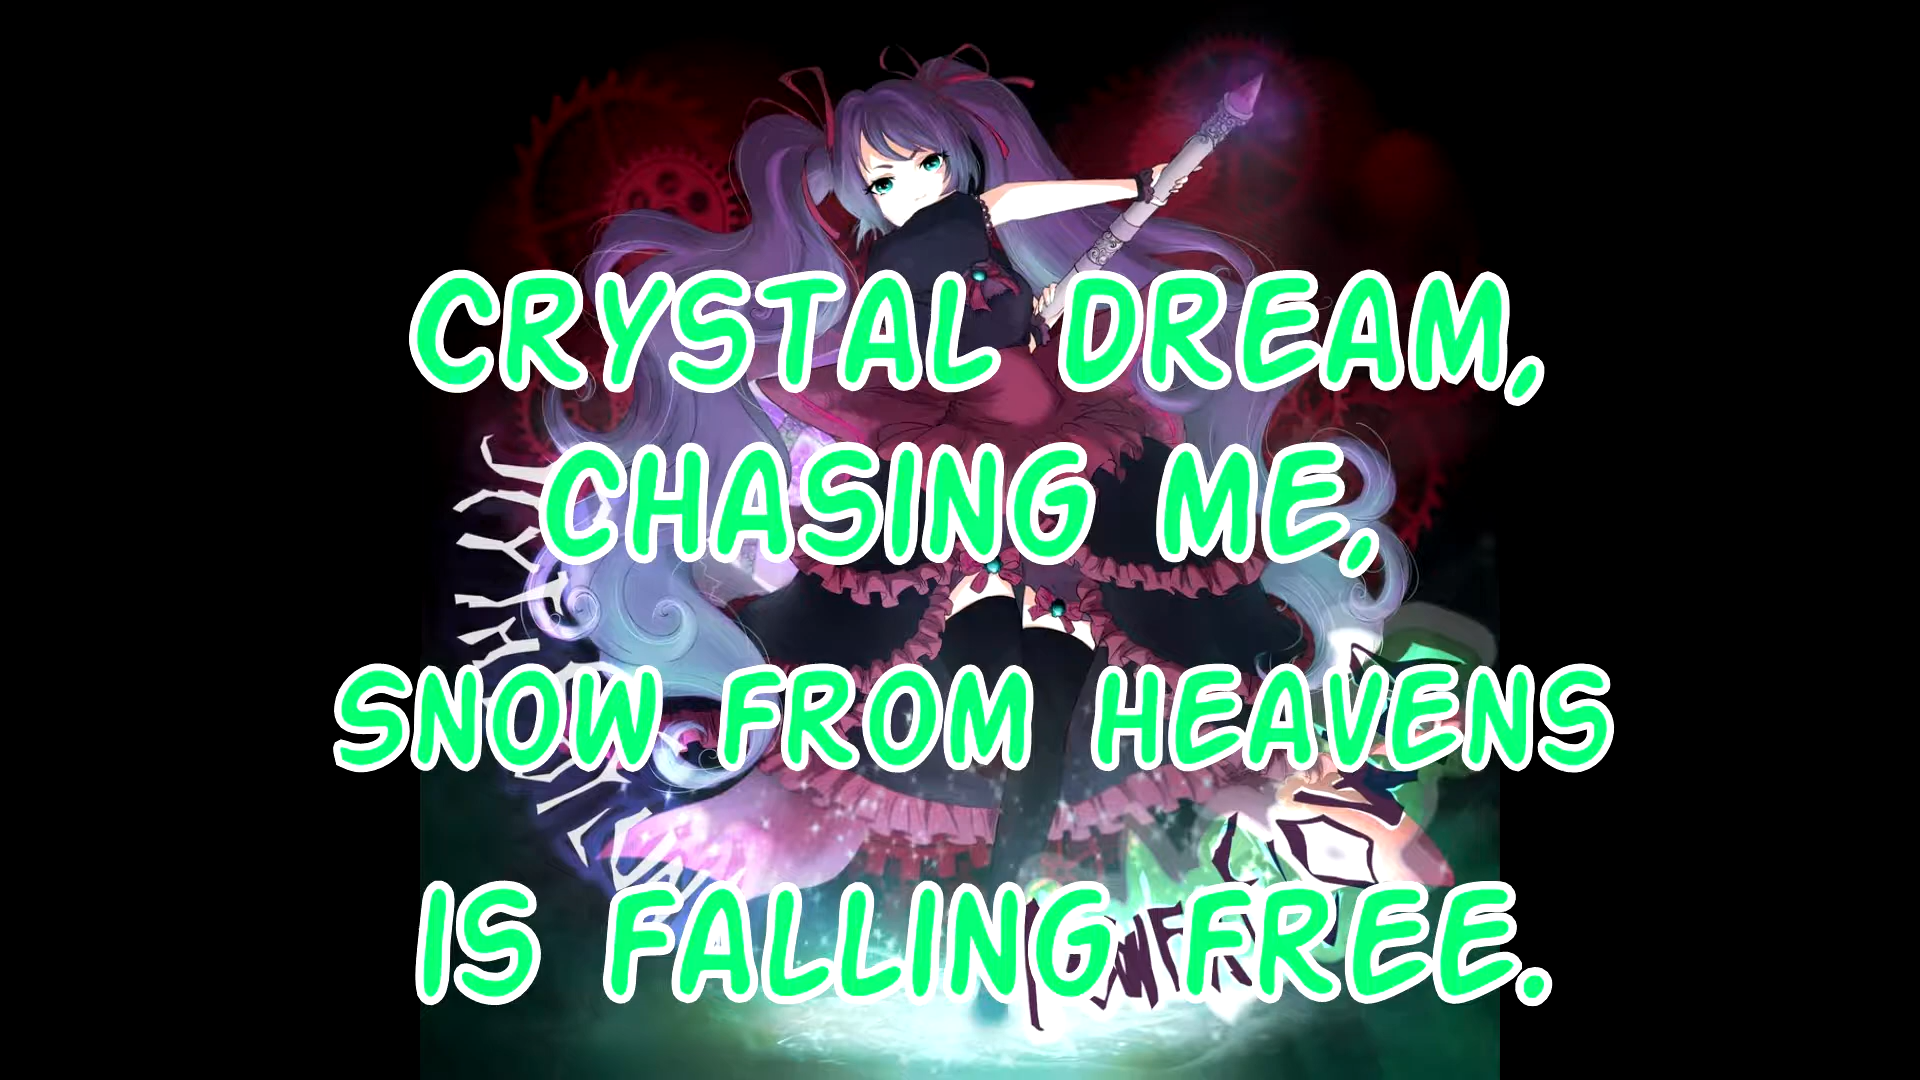 CRYSTAL DREAM,
CHASING ME,
SNOW FROM HEAVENS
IS FALLING FREE.